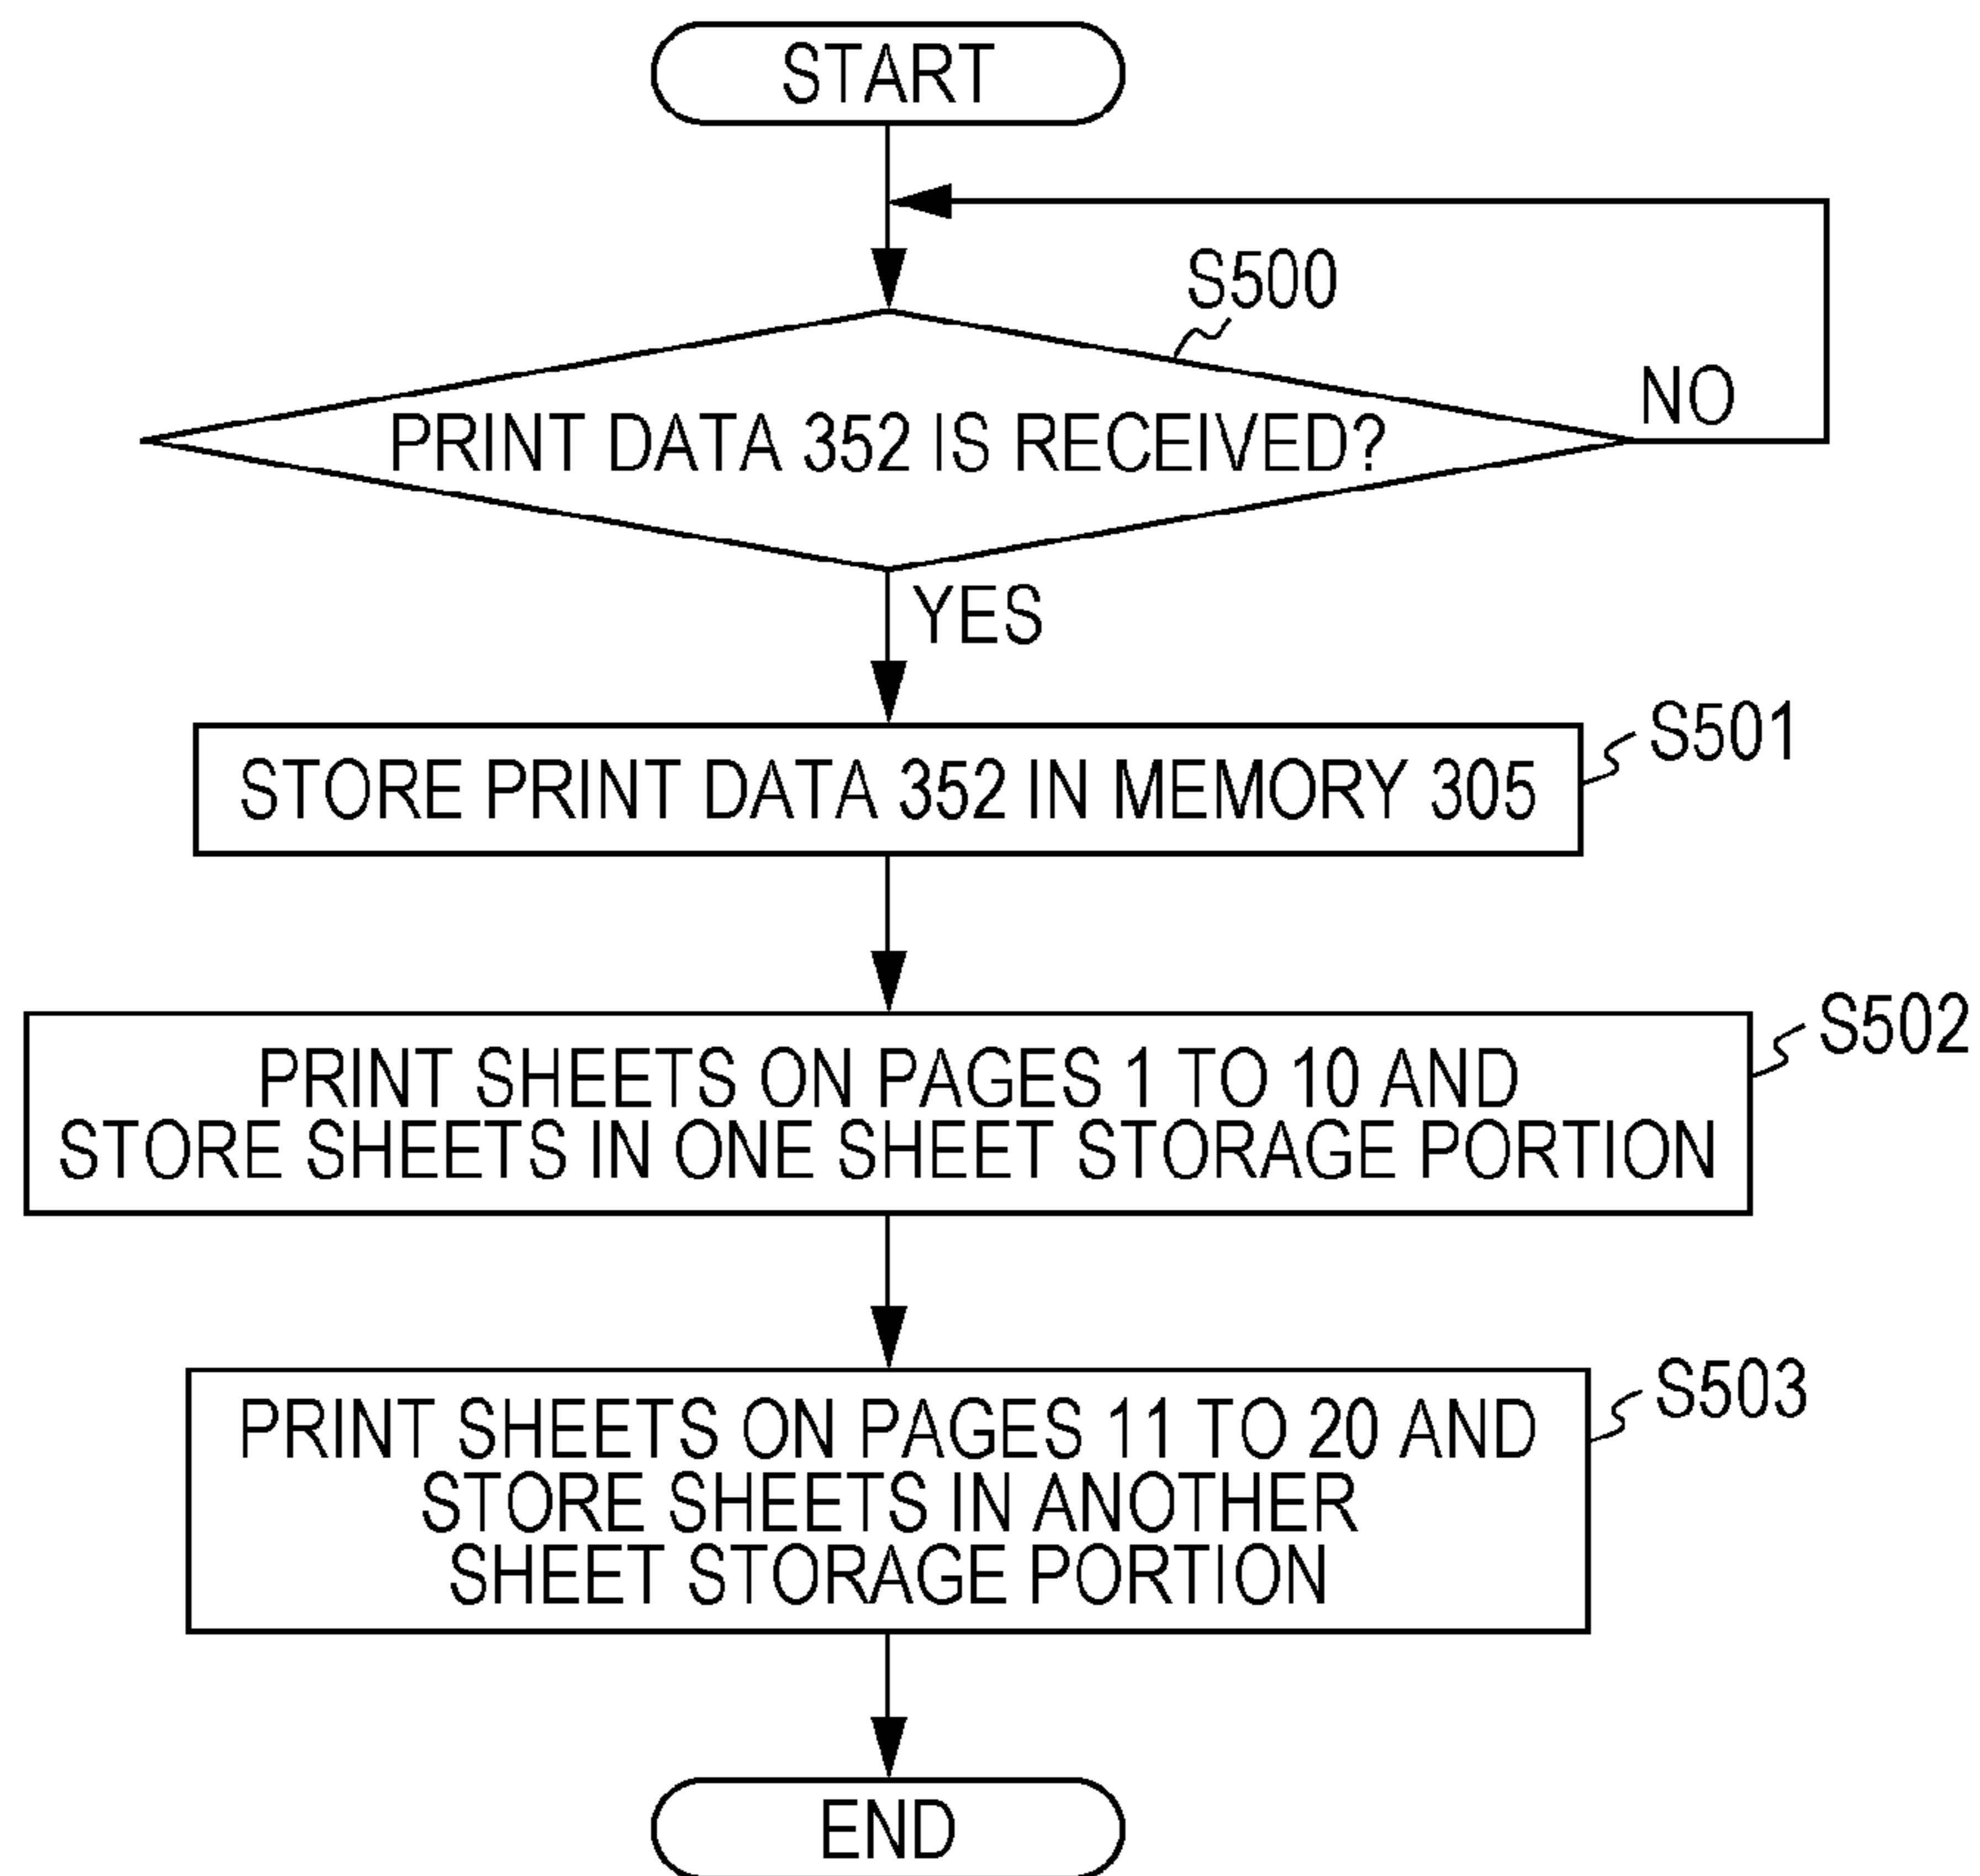 START
S500
PRINT DATA 352 IS RECEIVED?
NO
YES
STORE PRINT DATA 352 IN MEMORY 305
S501
PRINT SHEETS ON PAGES 1 TO 10 AND
STORE SHEETS IN ONE SHEET STORAGE PORTION
S502
PRINT SHEETS ON PAGES 11 TO 20 AND
STORE SHEETS IN ANOTHER
SHEET STORAGE PORTION
S503
END